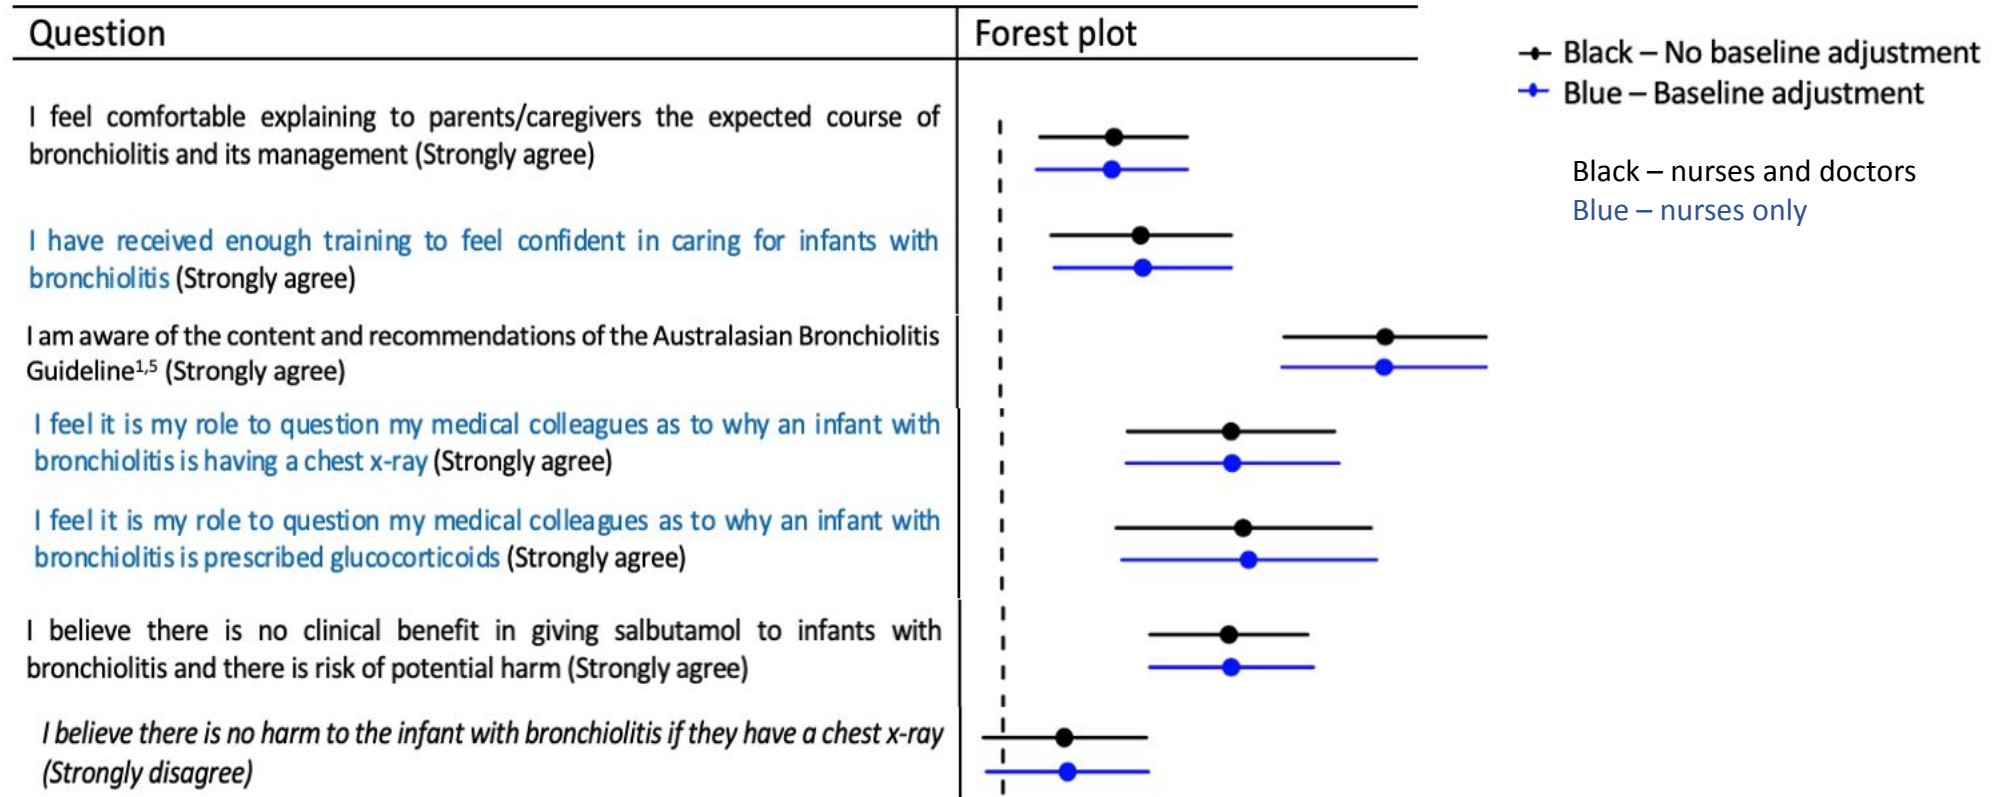 Question
Forest plot
Black – No baseline adjustment
Blue – Baseline adjustment
Black – nurses and doctors
Blue – nurses only
I feel comfortable explaining to parents/caregivers the expected course of
bronchiolitis and its management (Strongly agree)
I have received enough training to feel confident in caring for infants with
bronchiolitis (Strongly agree)
I am aware of the content and recommendations of the Australasian Bronchiolitis
Guideline¹,⁵ (Strongly agree)
I feel it is my role to question my medical colleagues as to why an infant with
bronchiolitis is having a chest x-ray (Strongly agree)
I feel it is my role to question my medical colleagues as to why an infant with
bronchiolitis is prescribed glucocorticoids (Strongly agree)
I believe there is no clinical benefit in giving salbutamol to infants with
bronchiolitis and there is risk of potential harm (Strongly agree)
I believe there is no harm to the infant with bronchiolitis if they have a chest x-ray
(Strongly disagree)